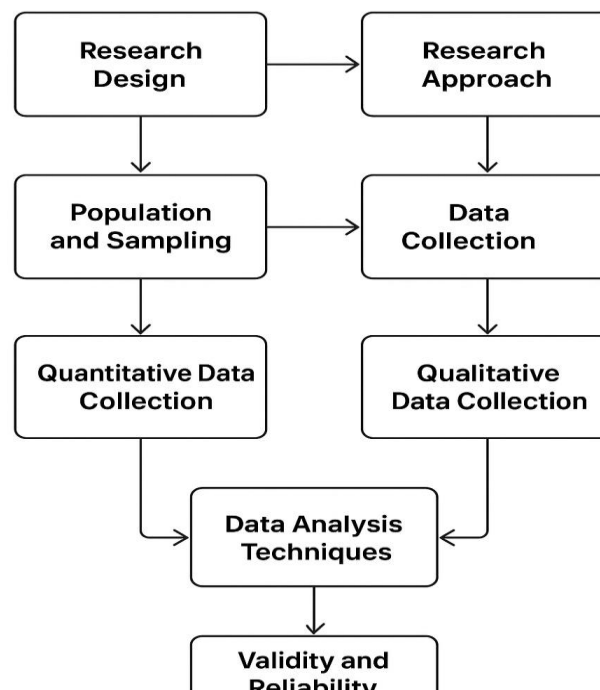 Research
Design
Research
Approach
Population
and Sampling
Data
Collection
Quantitative Data
Collection
Qualitative
Data Collection
Data Analysis
Techniques
Validity and
Reliability